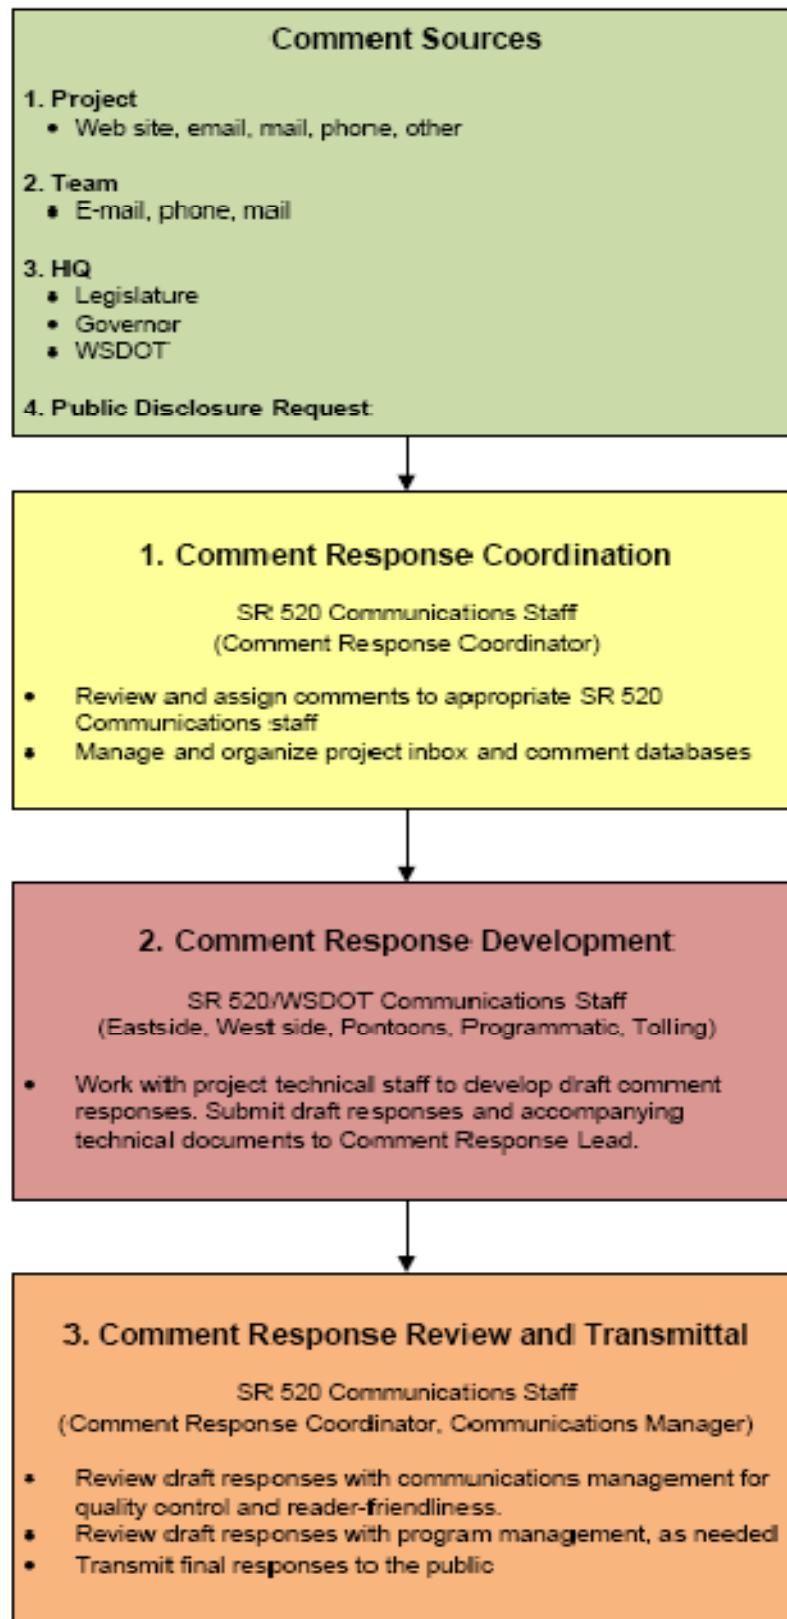 Comment Sources
1. Project
• Web site, email, mail, phone, other
2. Team
• E-mail, phone, mail
3. HQ
• Legislature
• Governor
• WSDOT
4. Public Disclosure Request
1. Comment Response Coordination
SR 520 Communications Staff
(Comment Response Coordinator)
• Review and assign comments to appropriate SR 520
Communications staff
• Manage and organize project inbox and comment databases
2. Comment Response Development
SR 520/WSDOT Communications Staff
(Eastside, West side, Pontoons, Programmatic, Tolling)
• Work with project technical staff to develop draft comment
responses. Submit draft responses and accompanying
technical documents to Comment Response Lead.
3. Comment Response Review and Transmittal
SR 520 Communications Staff
(Comment Response Coordinator, Communications Manager)
• Review draft responses with communications management for
quality control and reader-friendliness.
• Review draft responses with program management, as needed
• Transmit final responses to the public